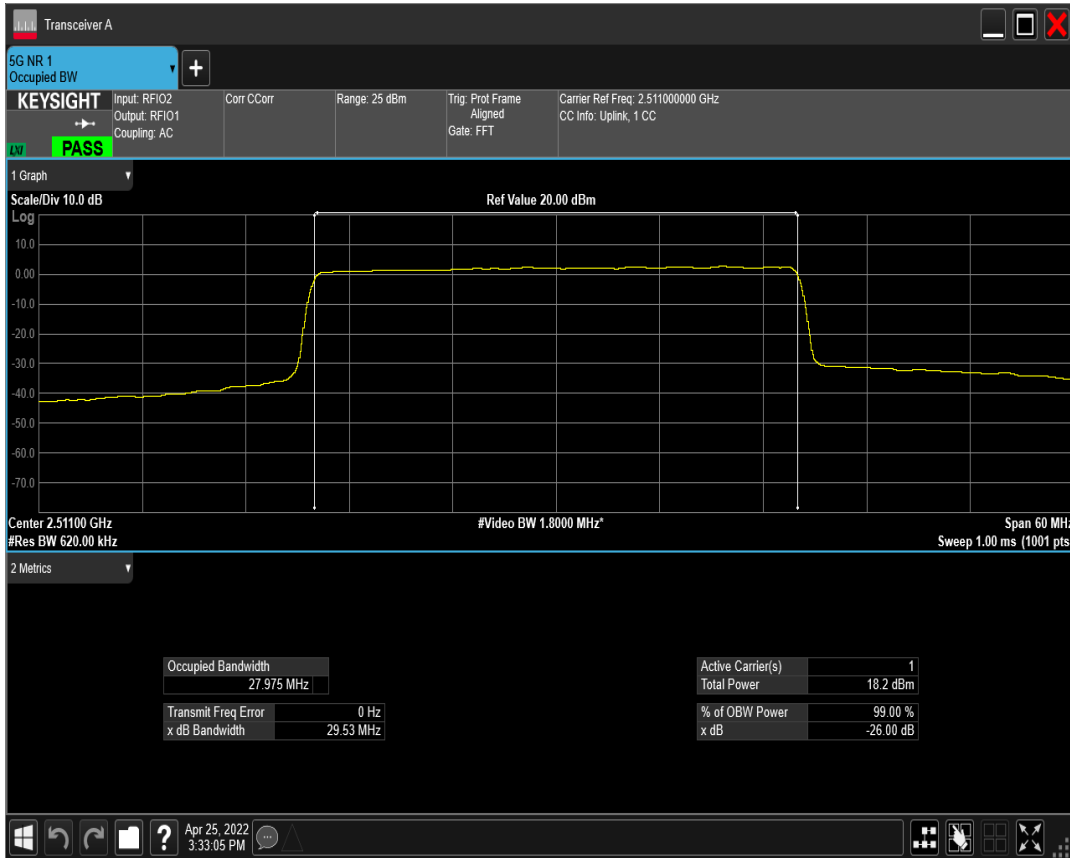 Transceiver A
5G NR 1
Occupied BW
+
KEYSIGHT
Input: RFIO2
Output: RFIO1
Coupling: AC
Corr CCorr
Range: 25 dBm
Trig: Prot Frame
Aligned
Gate: FFT
Carrier Ref Freq: 2.511000000 GHz
CC Info: Uplink, 1 CC
LXI
PASS
1 Graph
Scale/Div 10.0 dB
Ref Value 20.00 dBm
Log
10.0
0.00
-10.0
-20.0
-30.0
-40.0
-50.0
-60.0
-70.0
Center 2.51100 GHz
#Video BW 1.8000 MHz*
Span 60 MHz
#Res BW 620.00 kHz
Sweep 1.00 ms (1001 pts
2 Metrics
Occupied Bandwidth
27.975 MHz
Transmit Freq Error 0 Hz
x dB Bandwidth 29.53 MHz
Active Carrier(s) 1
Total Power 18.2 dBm
% of OBW Power 99.00 %
x dB -26.00 dB
?
Apr 25, 2022
3:33:05 PM